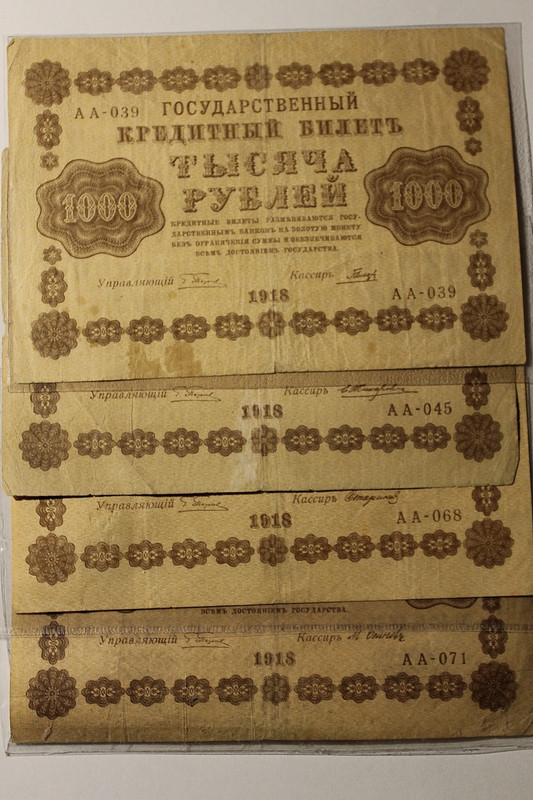 АА-039
ГОСУДАРСТВЕННЫЙ
КРЕДИТНЫЙ БИЛЕТЪ
ТЫСЯЧА
РУБЛЕЙ
1000
1000
КРЕДИТНЫЕ БИЛЕТЫ РАЗМѢНИВАЮТСЯ ГОСУ-
ДАРСТВЕННЫМЪ БАНКОМЪ НА ЗОЛОТУЮ МОНЕТУ
БЕЗЪ ОГРАНИЧЕНІЯ СУММЫ И ОБЕЗПЕЧИВАЮТСЯ
ВСѢМЪ ДОСТОЯНІЕМЪ ГОСУДАРСТВА.
Управляющій Кассиръ
1918 АА-039
Управляющій Кассиръ
1918 АА-045
Управляющій Кассиръ
1918 АА-068
ВСѢМЪ ДОСТОЯНІЕМЪ ГОСУДАРСТВА.
Управляющій Кассиръ
1918 АА-071